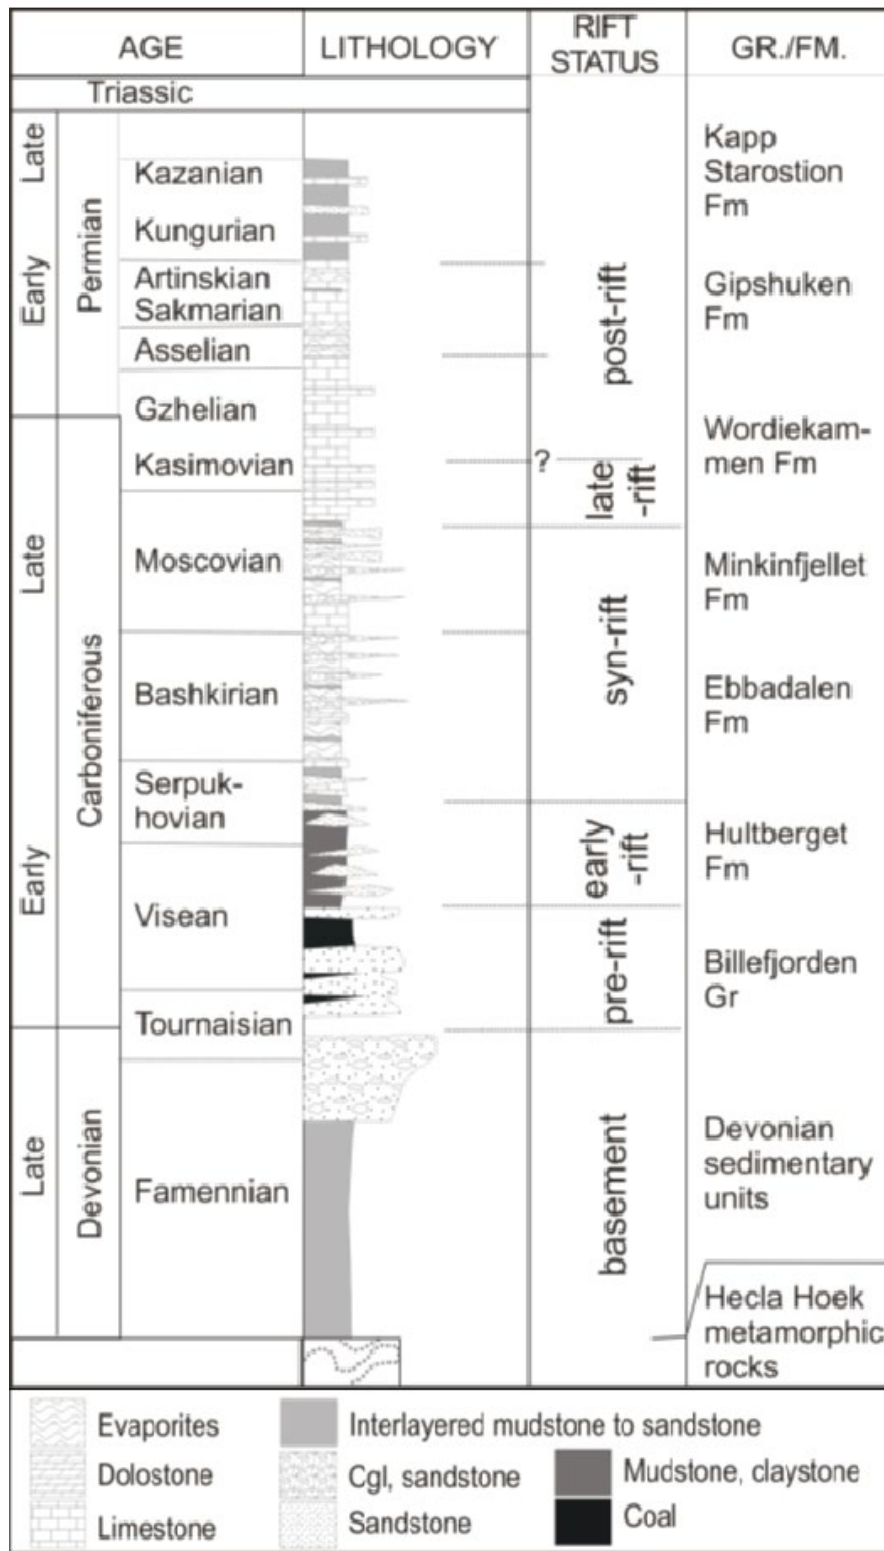 AGE
LITHOLOGY
RIFT
STATUS
GR./FM.
Triassic
Late
Early
Permian
Kazanian
Kungurian
Artinskian
Sakmarian
Asselian
Late
Early
Carboniferous
Gzhelian
Kasimovian
Moscovian
Bashkirian
Serpuk-
hovian
Visean
Tournaisian
Late
Devonian
Famennian
post-rift
?
late
-rift
syn-rift
early
-rift
pre-rift
basement
Kapp
Starostion
Fm
Gipshuken
Fm
Wordiekam-
men Fm
Minkinfjellet
Fm
Ebbadalen
Fm
Hultberget
Fm
Billefjorden
Gr
Devonian
sedimentary
units
Hecla Hoek
metamorphic
rocks
Evaporites
Dolostone
Limestone
Interlayered mudstone to sandstone
Cgl, sandstone
Sandstone
Mudstone, claystone
Coal